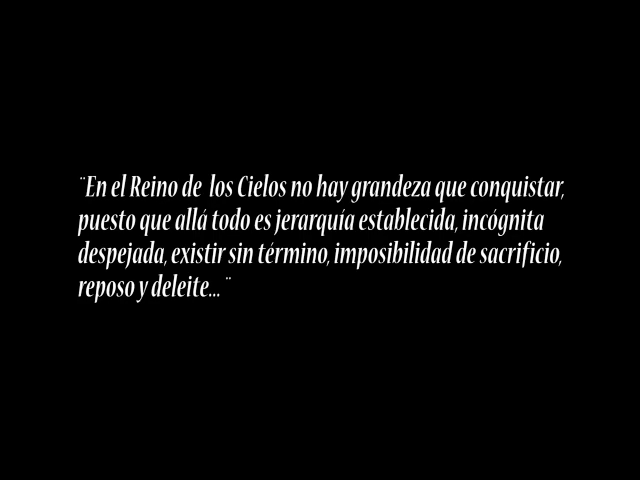 ¨En el Reino de los Cielos no hay grandeza que conquistar,
puesto que allá todo es jerarquía establecida, incógnita
despejada, existir sin término, imposibilidad de sacrificio,
reposo y deleite... ¨